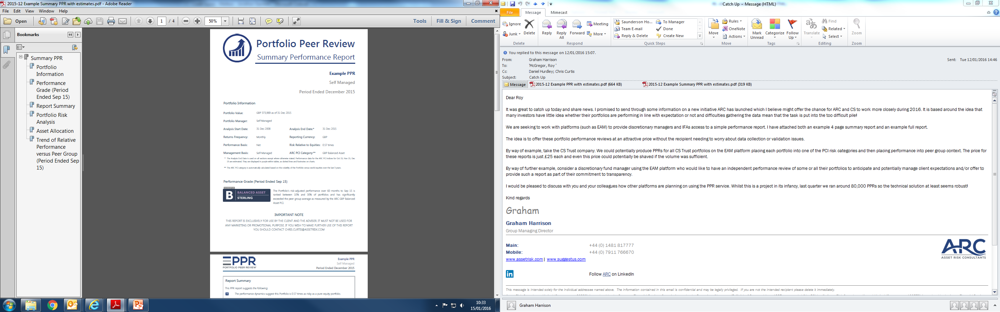 2015-12 Example Summary PPR with estimates.pdf - Adobe Reader
File Edit View Window Help
Open 1 / 4 50% Tools Fill & Sign Comment
Bookmarks
Summary PPR
Portfolio
Information
Performance
Grade (Period
Ended Sep 15)
Report Summary
Portfolio Risk
Analysis
Asset Allocation
Trend of Relative
Performance
versus Peer Group
(Period Ended Sep
15)
Portfolio Peer Review
Summary Performance Report
Example PPR
Self Managed
Period Ended December 2015
Portfolio Information
Portfolio Value: GBP 373,969 as of 31 Dec 2015
Portfolio Manager: Self Managed
Analysis Start Date: 31 Dec 2008 Analysis End Date:* 31 Dec 2015
Returns Frequency: Monthly Reporting Currency: GBP
Performance Basis: Net Risk Relative to Equities: 0.57 times
Management Basis: Self-Managed ARC PCI Category:** GBP Balanced Asset
* The Analysis End Date is used on all sections except where otherwise stated. Performance data for the ARC PCI indices for Oct 15, Nov 15, Dec
15 are estimated. They are displayed in purple within tables, as dotted lines and footnotes on charts.
** The ARC PCI category is automatically calculated based on the volatility of the Portfolio versus world equities over the last 3 years.
Performance Grade (Period Ended Sep 15)
B BALANCED ASSET
STERLING
The Portfolio's risk-adjusted performance over 60 months to Sep 15 is
ranked between 10% and 30% of portfolios and has significantly
exceeded the peer group average as measured by the ARC GBP Balanced
Asset PCI.
IMPORTANT NOTE
THIS REPORT IS EXCLUSIVELY FOR USE BY THE CLIENT AND THE ADVISER. IT MUST NOT BE USED FOR
ANY MARKETING OR PROMOTIONAL PURPOSE. IF YOU WISH TO MAKE FURTHER USE OF THIS REPORT
YOU SHOULD CONTACT CHRIS.CURTIS@ASSETRISK.COM
PPR
PORTFOLIO PEER REVIEW
Example PPR
Self Managed
Period Ended December 2015
Report Summary
This PPR report suggests the following:
The performance dynamics suggest this Portfolio is 0.57 times as risky as a pure equity portfolio.
10:33
15/01/2016
Catch Up - Message (HTML)
File Message Mimecast
Ignore
Junk
Delete
Delete
Reply
Reply All
Forward
Meeting
More
Respond
Saunderson Ho... To Manager
Team E-mail Done
Reply & Delete Create New
Quick Steps
Move
Rules
OneNote
Actions
Move
Mark Unread
Categorize
Follow Up
Tags
Translate
Find
Related
Select
Editing
Zoom
Zoom
You replied to this message on 12/01/2016 15:07.
From: Graham Harrison Sent: Tue 12/01/2016 14:46
To: 'McGregor, Roy '
Cc: Daniel Hurdley; Chris Curtis
Subject: Catch Up
Message 2015-12 Example PPR with estimates.pdf (664 KB) 2015-12 Example Summary PPR with estimates.pdf (319 KB)
Dear Roy
It was great to catch up today and share news. I promised to send through some information on a new initiative ARC has launched which I believe might offer the chance for ARC and CS to work more closely during 2016. It is based around the idea that
many investors have little idea whether their portfolios are performing in line with expectation or not and difficulties gathering the data mean that the task is put into the too difficult pile!
We are seeking to work with platforms (such as EAM) to provide discretionary managers and IFAs access to a simple performance report. I have attached both an example 4 page summary report and an example full report.
The idea is to offer these portfolio performance reviews at an attractive price without the recipient needing to worry about data collection or validation issues.
By way of example, take the CS Trust company. We could potentially produce PPRs for all CS Trust portfolios on the EAM platform placing each portfolio into one of the PCI risk categories and then placing performance into peer group context. The price for
these reports is just £25 each and even this price could potentially be shaved if the volume was sufficient.
By way of further example, consider a discretionary fund manager using the EAM platform who would like to have an independent performance review of some or all their portfolios to anticipate and potentially manage client expectations and/or offer to
provide such a report as part of their commitment to transparency.
I would be pleased to discuss with you and your colleagues how other platforms are planning on using the PPR service. Whilst this is a project in its infancy, last quarter we ran around 80,000 PPRs so the technical solution at least seems robust!
Kind regards
Graham
Graham Harrison
Group Managing Director
Main: +44 (0) 1481 817777
Mobile: +44 (0) 7911 766670
www.assetrisk.com | www.suggestus.com
ARC
ASSET RISK CONSULTANTS
in Follow ARC on LinkedIn
This message is intended solely for the individual addressee named above. The information contained in this email is confidential and may be legally privileged. If you are not the intended recipient please delete it immediately.
Graham Harrison